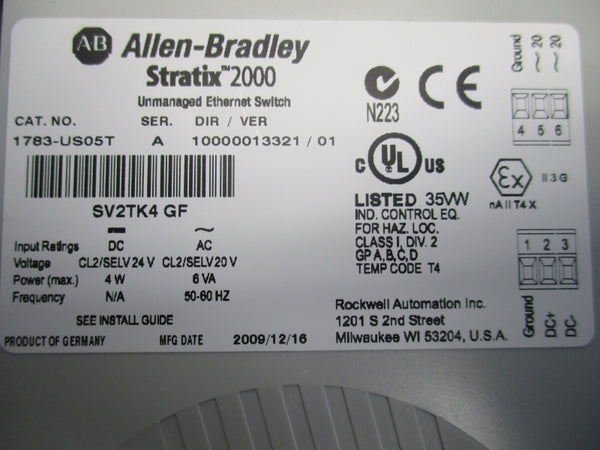 AB Allen-Bradley
Stratix™2000
Unmanaged Ethernet Switch
CAT. NO. SER. DIR / VER
1783-US05T A 10000013321 / 01
SV2TK4 GF
Input Ratings DC ~ AC
Voltage CL2/SELV 24 V CL2/SELV 20 V
Power (max.) 4 W 6 VA
Frequency N/A 50-60 HZ
SEE INSTALL GUIDE
PRODUCT OF GERMANY MFG DATE 2009/12/16
N223
CE
C UL US
LISTED 35VW
IND. CONTROL EQ.
FOR HAZ. LOC.
CLASS I, DIV. 2
GP A,B,C,D
TEMP CODE T4
Rockwell Automation Inc.
1201 S 2nd Street
Milwaukee WI 53204, U.S.A.
Ground
~20
~20
4 5 6
Ex II 3 G
nA II T4 X
1 2 3
Ground
DC+
DC-